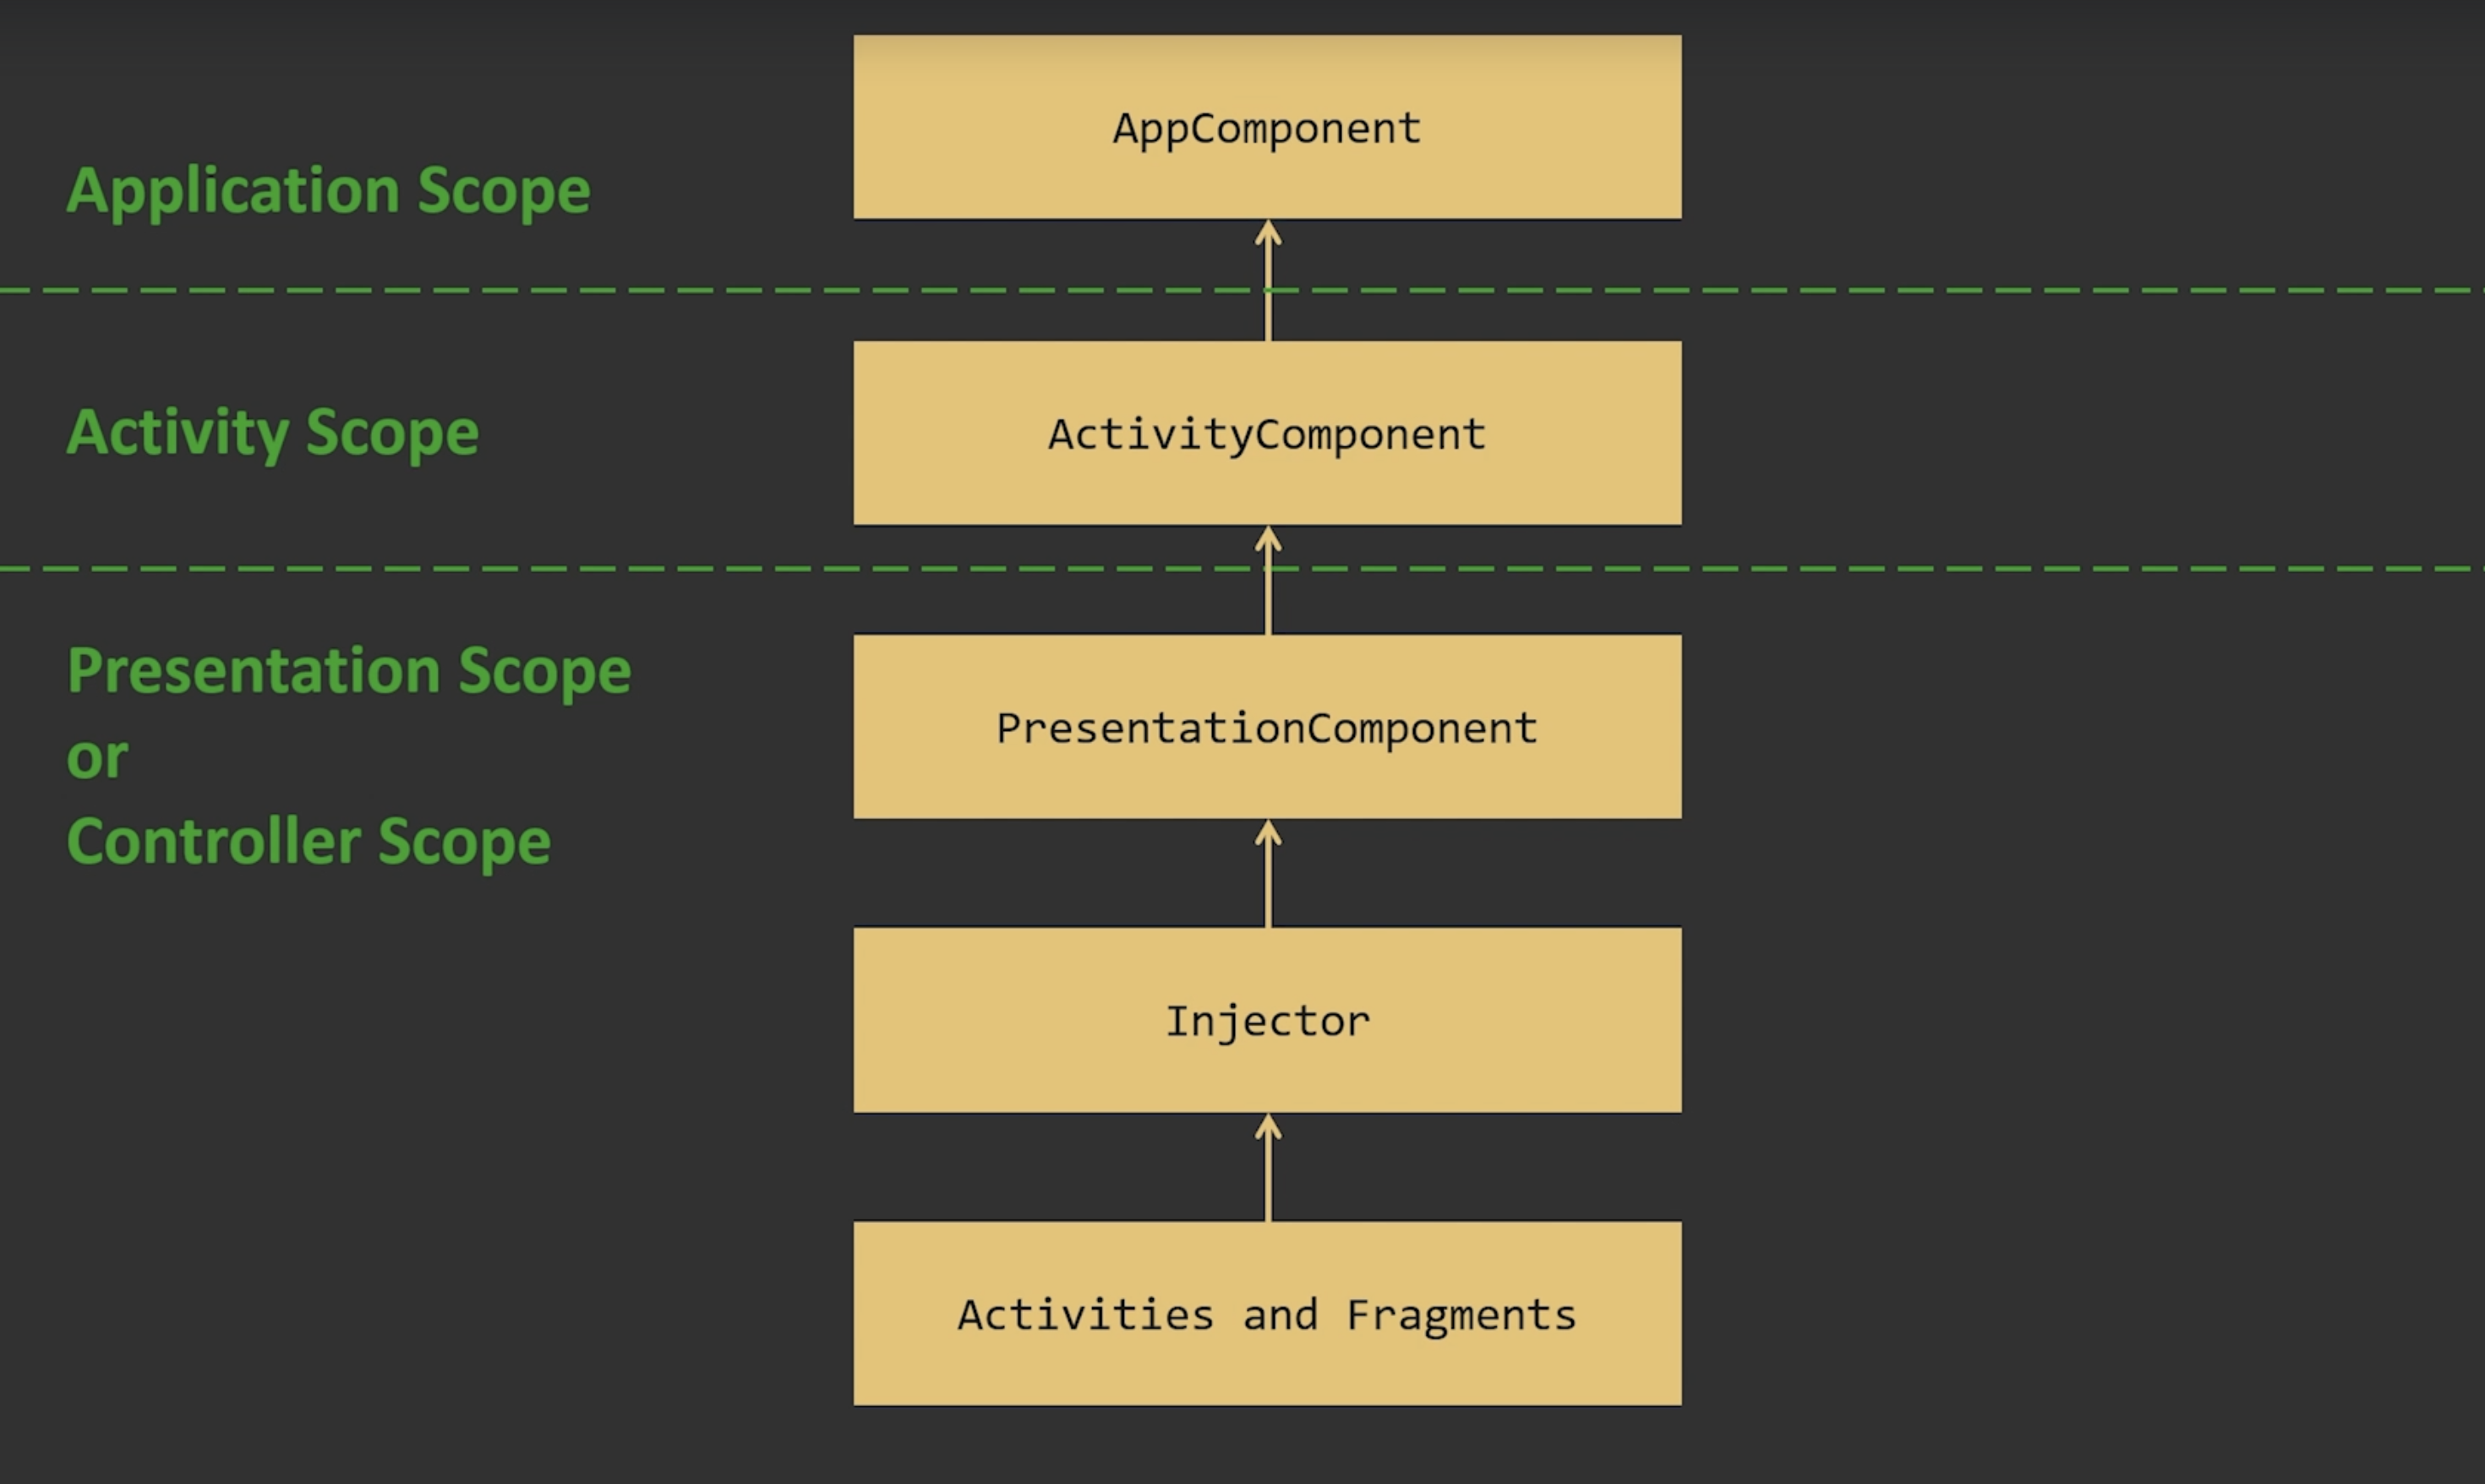 AppComponent
Application Scope
ActivityComponent
Activity Scope
Presentation Scope
or
Controller Scope
PresentationComponent
Injector
Activities and Fragments